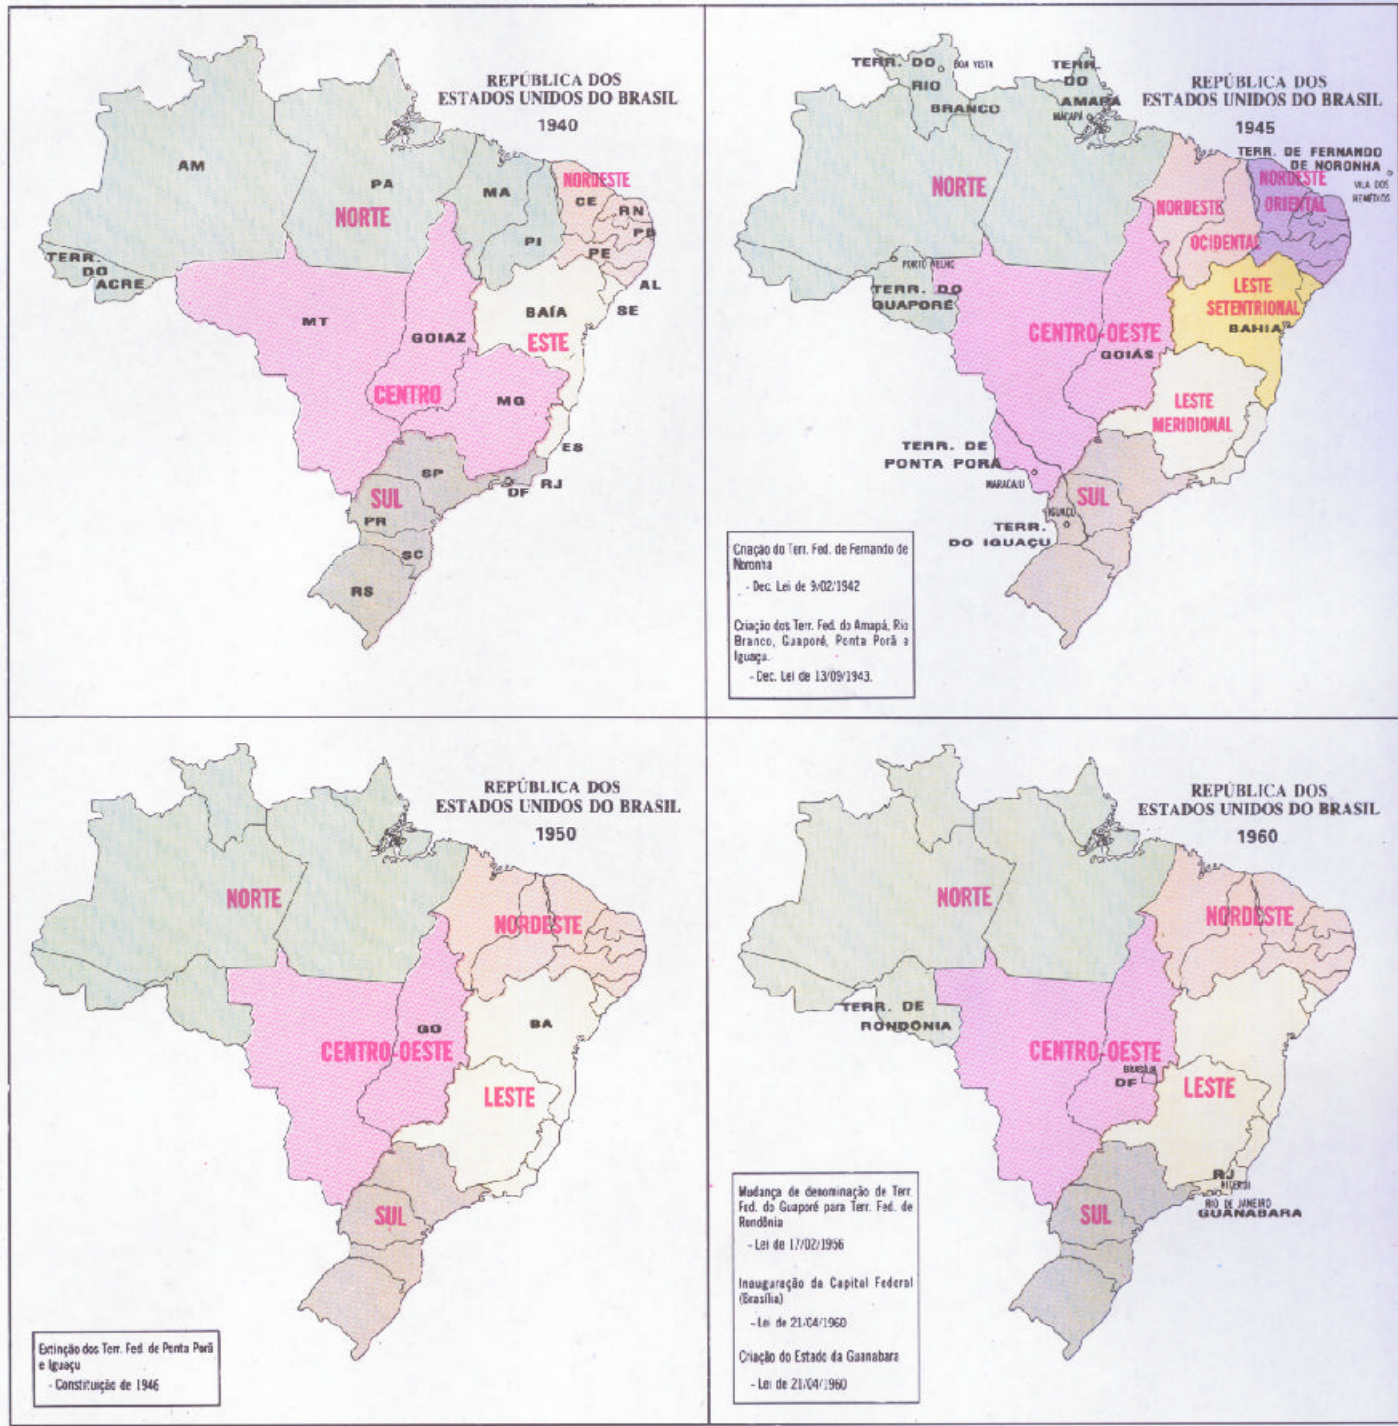 REPÚBLICA DOS
ESTADOS UNIDOS DO BRASIL
1940
AM
PA
NORTE
MA
NORDESTE
CE
RN
PB
PI
PE
AL
SE
TERR.
DO
ACRE
MT
GOIAZ
BAÍA
ESTE
CENTRO
MG
ES
SP
RJ
DF
SUL
PR
SC
RS
TERR. DO
RIO
BRANCO
BOA VISTA
TERR.
DO
AMAPÁ
MACAPÁ
REPÚBLICA DOS
ESTADOS UNIDOS DO BRASIL
1945
TERR. DE FERNANDO
DE NORONHA
VILA DOS
REMÉDIOS
NORTE
NORDESTE
OCIDENTAL
NORDESTE
ORIENTAL
PORTO VELHO
TERR. DO
GUAPORÉ
LESTE
SETENTRIONAL
BAHIA
CENTRO-OESTE
GOIÁS
LESTE
MERIDIONAL
TERR. DE
PONTA PORÃ
MARACAJU
SUL
IGUAÇU
TERR.
DO IGUAÇU
Criação do Terr. Fed. de Fernando de
Noronha
- Dec. Lei de 9/02/1942
Criação dos Terr. Fed. do Amapá, Rio
Branco, Guaporé, Ponta Porã e
Iguaçu.
- Dec. Lei de 13/09/1943.
REPÚBLICA DOS
ESTADOS UNIDOS DO BRASIL
1950
NORTE
NORDESTE
GO
BA
CENTRO-OESTE
LESTE
SUL
Extinção dos Terr. Fed. de Ponta Porã
e Iguaçu
- Constituição de 1946
REPÚBLICA DOS
ESTADOS UNIDOS DO BRASIL
1960
NORTE
NORDESTE
TERR. DE
RONDÔNIA
CENTRO-OESTE
BRASÍLIA
DF
LESTE
RJ
NITERÓI
RIO DE JANEIRO
GUANABARA
SUL
Mudança de denominação de Terr.
Fed. do Guaporé para Terr. Fed. de
Rondônia
- Lei de 17/02/1956
Inauguração da Capital Federal
(Brasília)
- Lei de 21/04/1960
Criação do Estado da Guanabara
- Lei de 21/04/1960